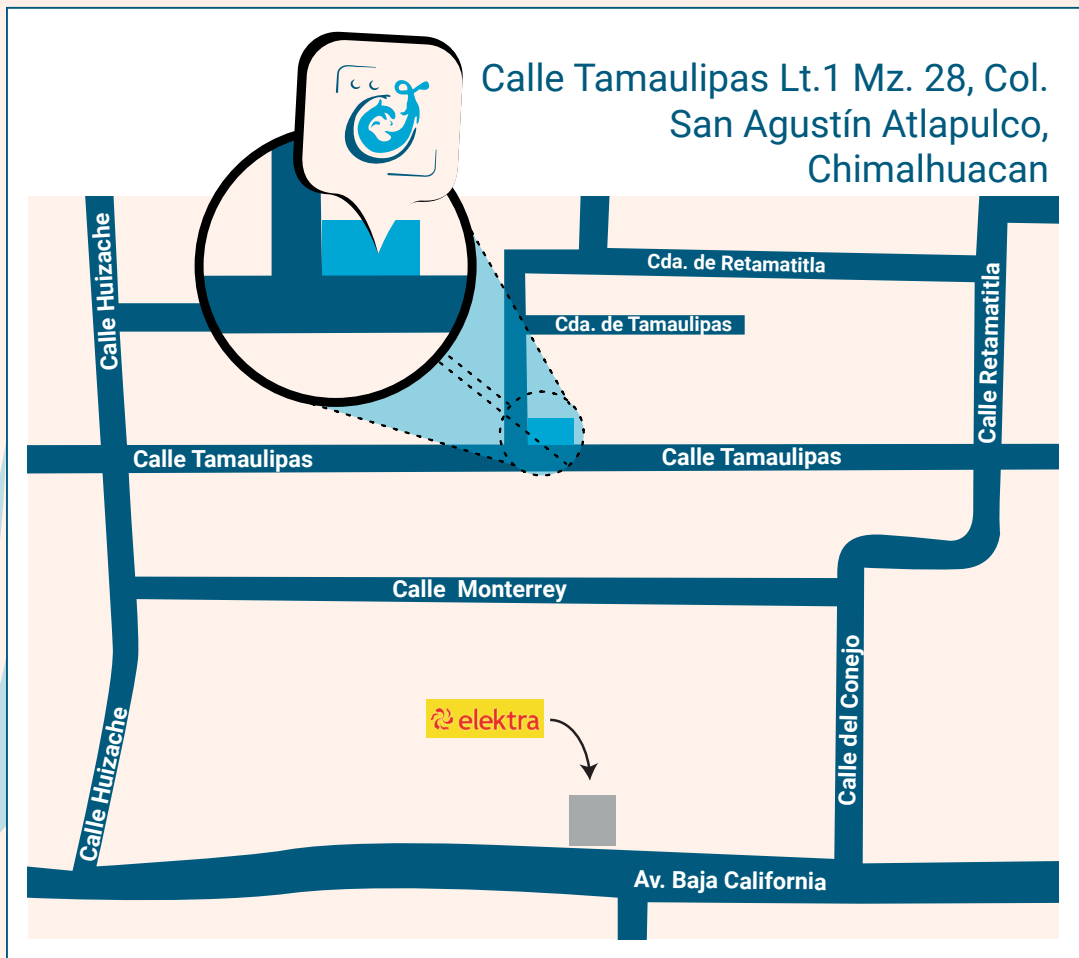 Calle Tamaulipas Lt.1 Mz. 28, Col.
San Agustín Atlapulco,
Chimalhuacan
Calle Huizache
Cda. de Retamatitla
Cda. de Tamaulipas
Calle Retamatitla
Calle Tamaulipas
Calle Tamaulipas
Calle Monterrey
Calle del Conejo
elektra
Calle Huizache
Av. Baja California